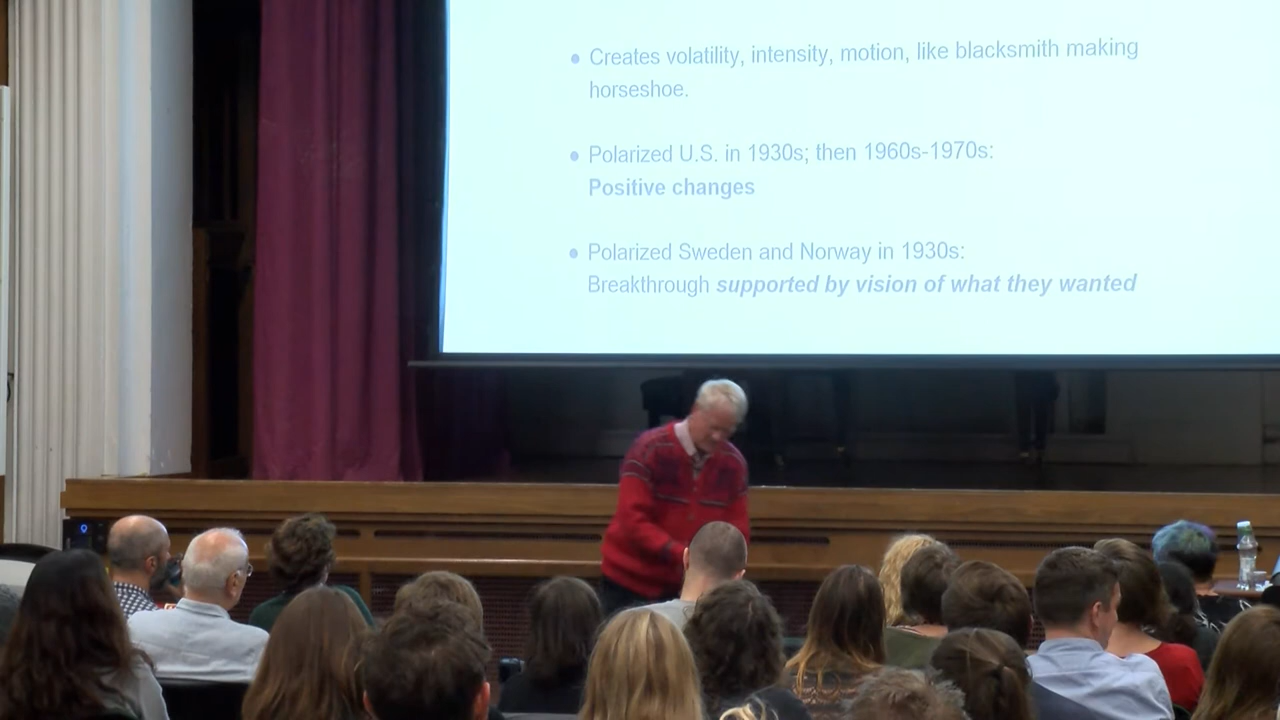 • Creates volatility, intensity, motion, like blacksmith making
horseshoe.
• Polarized U.S. in 1930s; then 1960s-1970s:
Positive changes
• Polarized Sweden and Norway in 1930s:
Breakthrough supported by vision of what they wanted